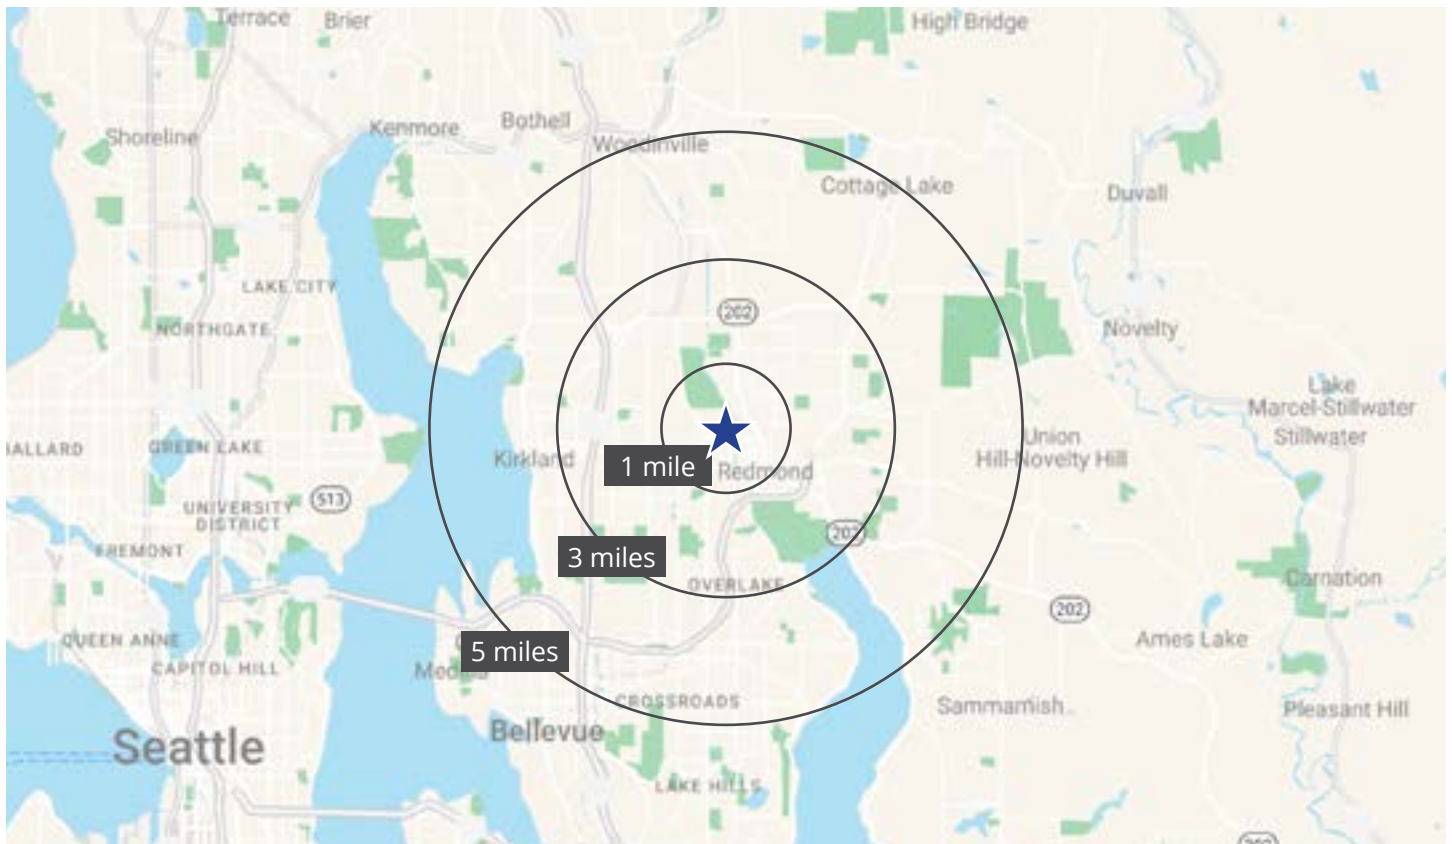 Terrace
Brier
High Bridge
Shoreline
Kenmore
Bothell
Woodinville
Cottage Lake
Duvall
LAKE CITY
202
NORTHGATE
Novelty
Lake
Marcel-Stillwater
Stillwater
BALLARD
GREEN LAKE
Kirkland
1 mile
Redmond
Union
Hill-Novelty Hill
513
UNIVERSITY
DISTRICT
FREMONT
202
3 miles
OVERLAKE
Carnation
202
QUEEN ANNE
Ames Lake
5 miles
CAPITOL HILL
CROSSROADS
Sammamish
Pleasant Hill
Seattle
Bellevue
LAKE HILLS